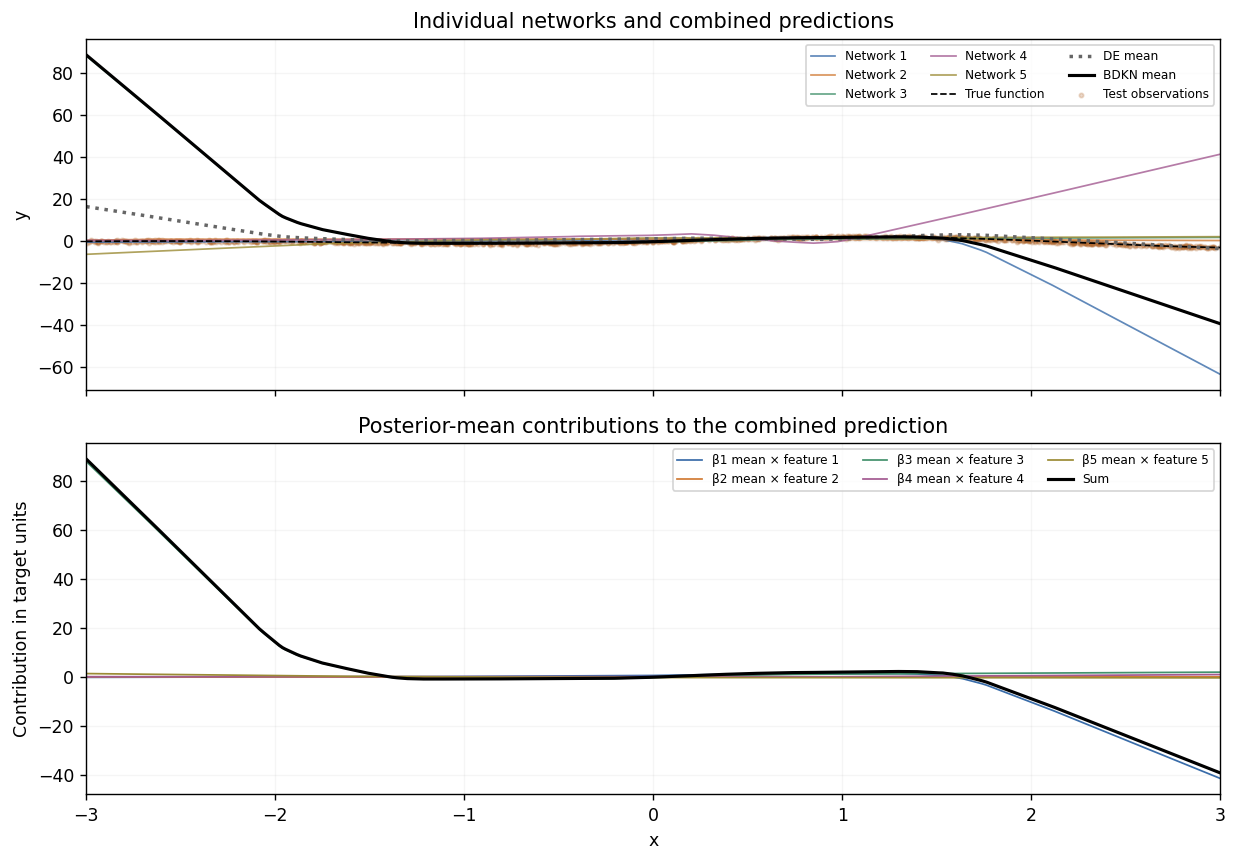 Individual networks and combined predictions
80
60
40
20
0
−20
−40
−60
y
Network 1
Network 2
Network 3
Network 4
Network 5
True function
DE mean
BDKN mean
Test observations
Posterior-mean contributions to the combined prediction
80
60
40
20
0
−20
−40
Contribution in target units
β1 mean × feature 1
β2 mean × feature 2
β3 mean × feature 3
β4 mean × feature 4
β5 mean × feature 5
Sum
−3 −2 −1 0 1 2 3
x